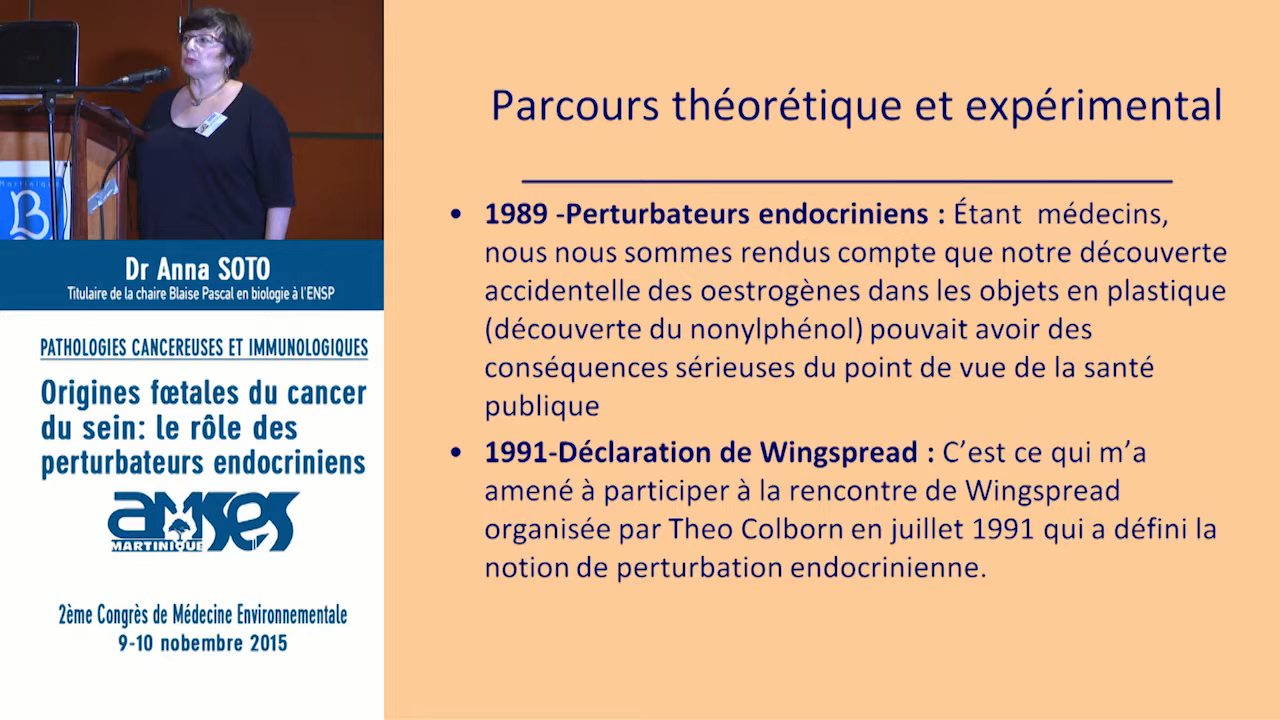 Martinique
B
Dr Anna SOTO
Titulaire de la chaire Blaise Pascal en biologie à l'ENSP
PATHOLOGIES CANCEREUSES ET IMMUNOLOGIQUES
Origines fœtales du cancer
du sein: le rôle des
perturbateurs endocriniens
amses
MARTINIQUE
2ème Congrès de Médecine Environnementale
9-10 nobembre 2015
Parcours théorétique et expérimental
• 1989 -Perturbateurs endocriniens : Étant médecins,
nous nous sommes rendus compte que notre découverte
accidentelle des oestrogènes dans les objets en plastique
(découverte du nonylphénol) pouvait avoir des
conséquences sérieuses du point de vue de la santé
publique
• 1991-Déclaration de Wingspread : C’est ce qui m’a
amené à participer à la rencontre de Wingspread
organisée par Theo Colborn en juillet 1991 qui a défini la
notion de perturbation endocrinienne.